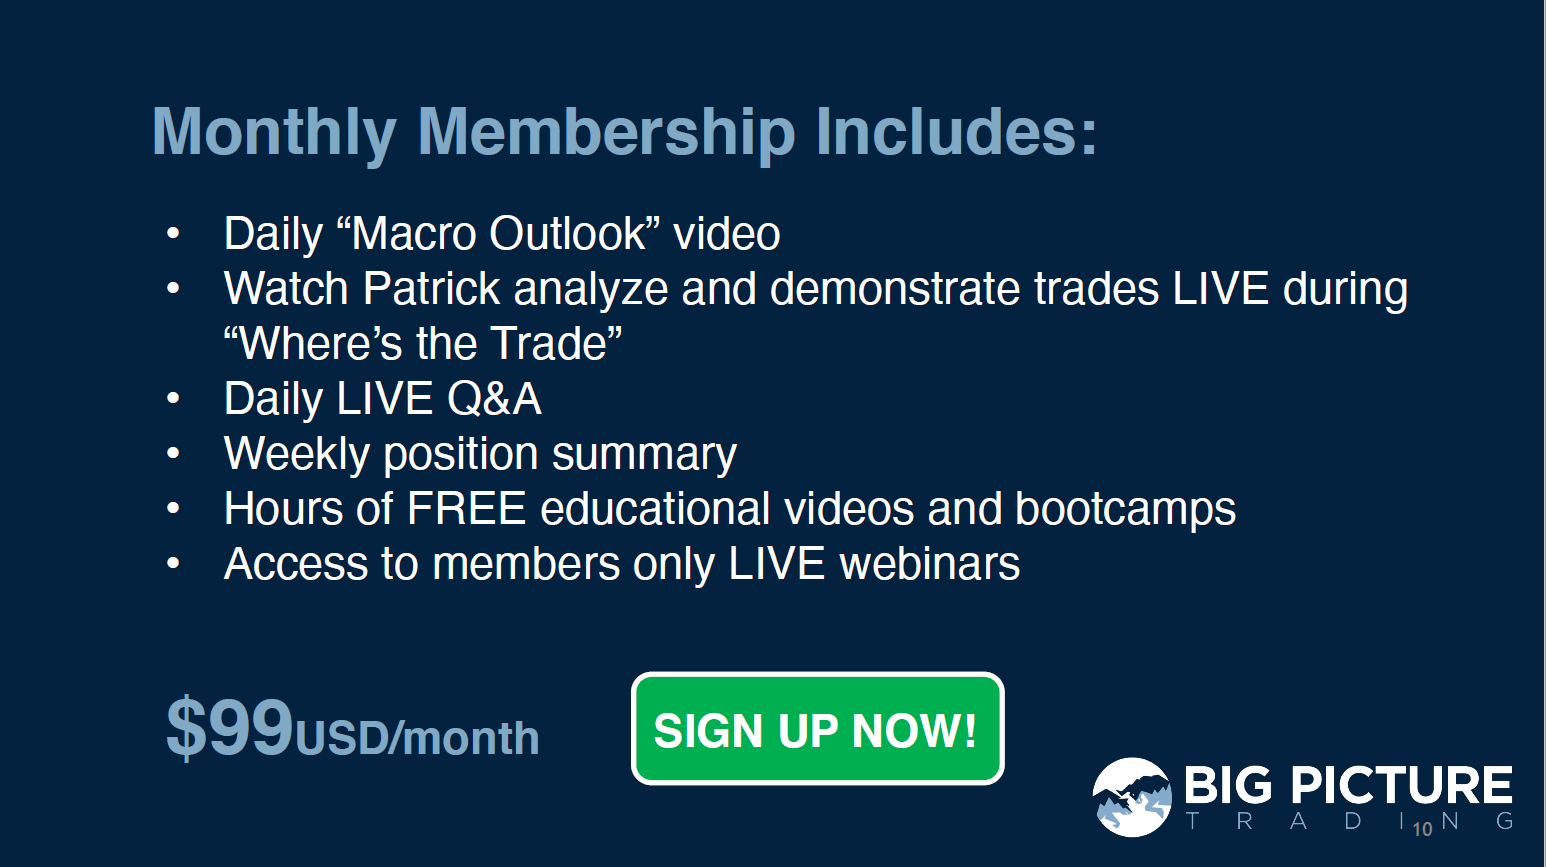 Monthly Membership Includes:
• Daily “Macro Outlook” video
• Watch Patrick analyze and demonstrate trades LIVE during
“Where’s the Trade”
• Daily LIVE Q&A
• Weekly position summary
• Hours of FREE educational videos and bootcamps
• Access to members only LIVE webinars
$99USD/month
SIGN UP NOW!
BIG PICTURE
TRADING
10